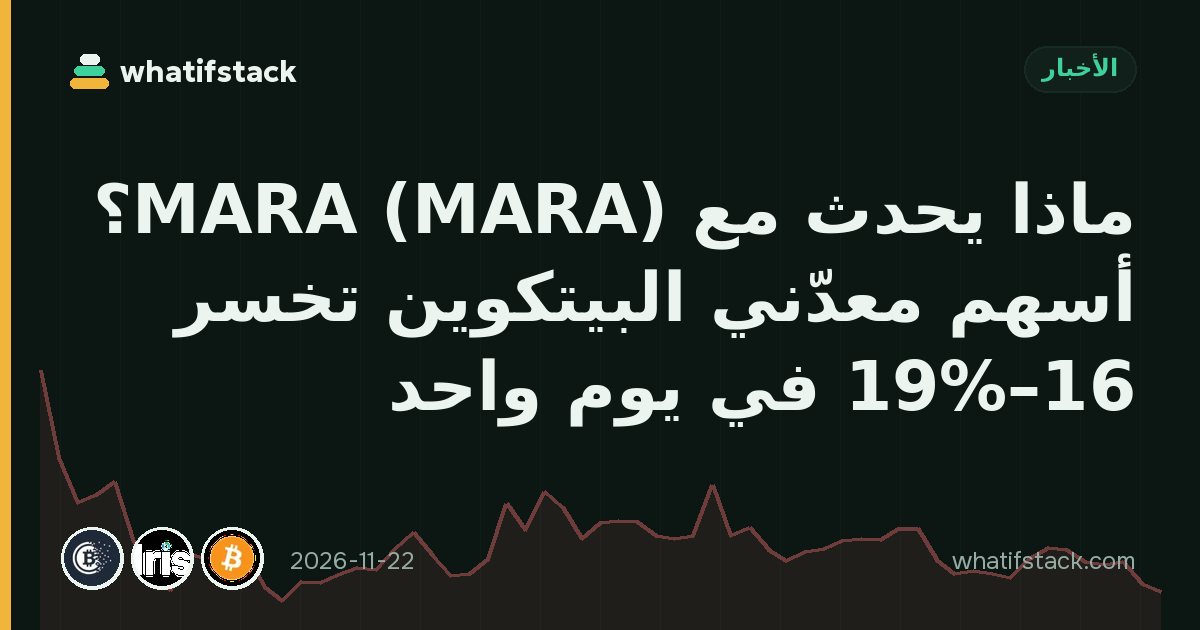 whatifstack
الأخبار
ماذا يحدث مع MARA (MARA)؟
أسهم معدّني البيتكوين تخسر
16–19% في يوم واحد
Iris
2026-11-22
whatifstack.com